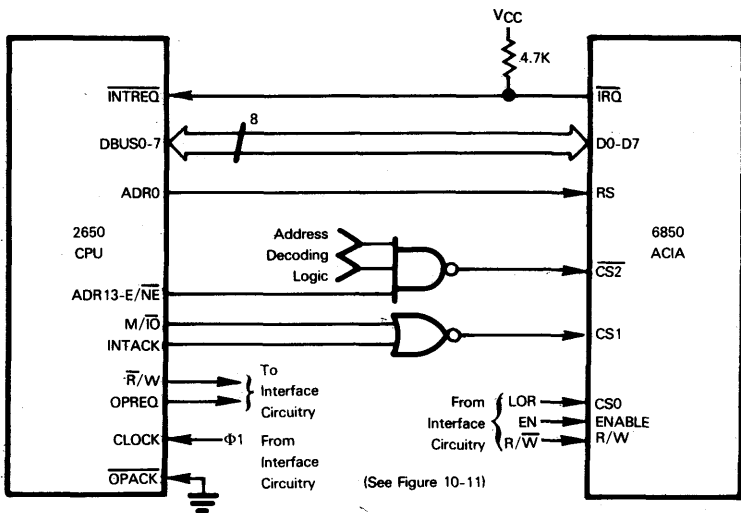 VCC
4.7K
INTREQ
IRQ
8
DBUS0-7
D0-D7
ADR0
RS
2650
CPU
6850
ACIA
Address
Decoding
Logic
CS2
ADR13-E/NE
M/IO
INTACK
CS1
R/W
OPREQ
To
Interface
Circuitry
From
Interface
Circuitry
LOR
EN
R/W
CS0
ENABLE
R/W
CLOCK
Φ1
From
Interface
Circuitry
OPACK
(See Figure 10-11)